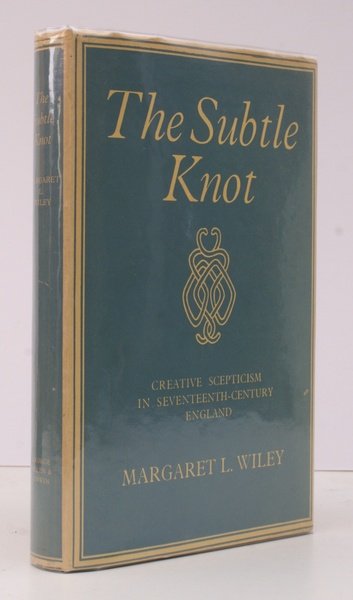 The Subtle
Knot
CREATIVE SCEPTICISM
IN SEVENTEENTH-CENTURY
ENGLAND
MARGARET L. WILEY
The
Subtle
Knot
MARGARET
L.
WILEY